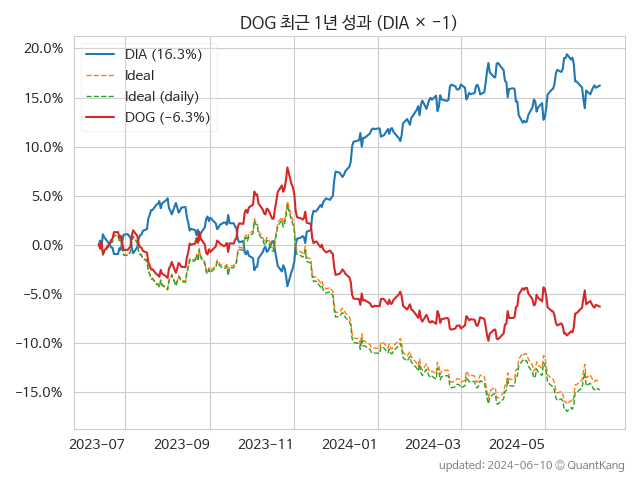 DOG 최근 1년 성과 (DIA × −1)
20.0%
15.0%
10.0%
5.0%
0.0%
−5.0%
−10.0%
−15.0%
DIA (16.3%)
Ideal
Ideal (daily)
DOG (−6.3%)
2023−07
2023−09
2023−11
2024−01
2024−03
2024−05
updated: 2024−06−10 © QuantKang